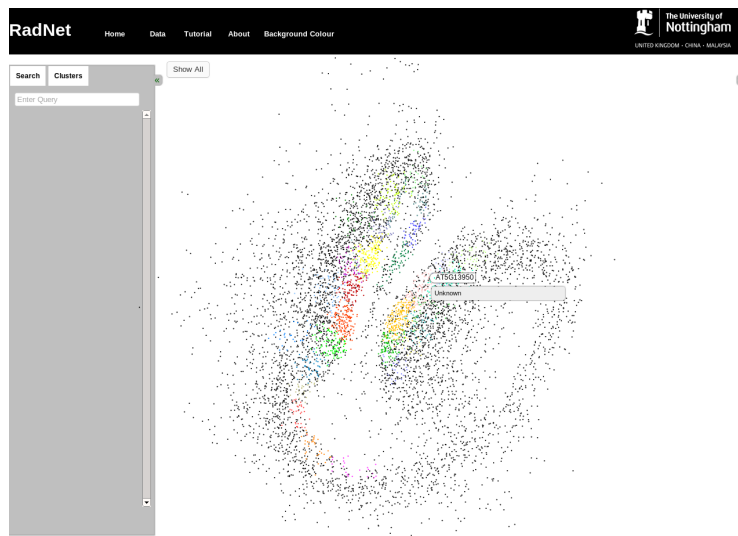 RadNet
Home
Data
Tutorial
About
Background Colour
The University of
Nottingham
UNITED KINGDOM · CHINA · MALAYSIA
Search
Clusters
«
Show All
Enter Query
AT5G13950
Unknown